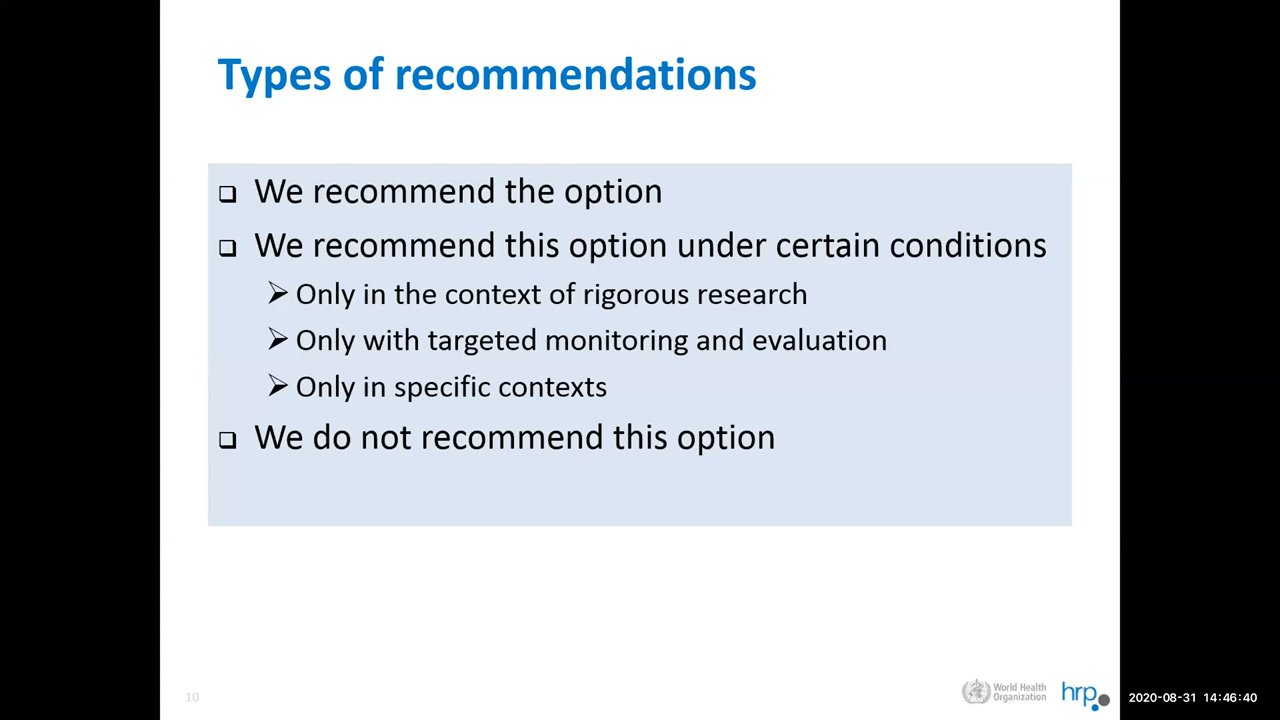 Types of recommendations
We recommend the option
We recommend this option under certain conditions
Only in the context of rigorous research
Only with targeted monitoring and evaluation
Only in specific contexts
We do not recommend this option
10
World Health
Organization
hrp
2020-08-31 14:46:40